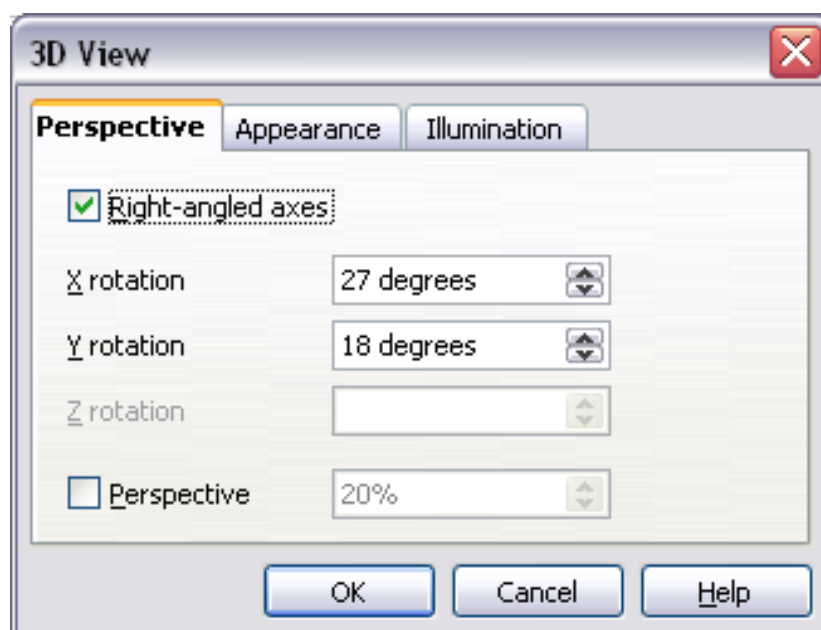 3D View
Perspective Appearance Illumination
Right-angled axes
X rotation 27 degrees
Y rotation 18 degrees
Z rotation
Perspective 20%
OK Cancel Help